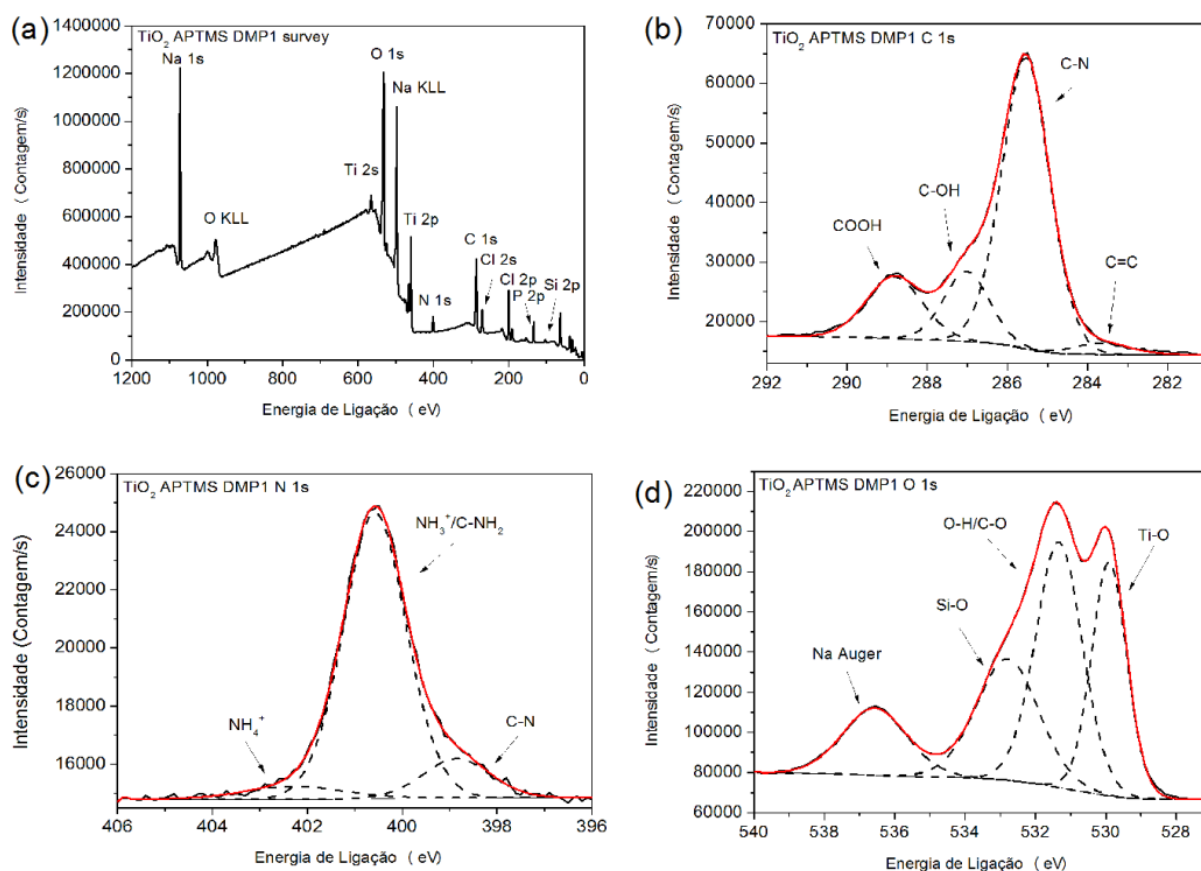 (a)
TiO2 APTMS DMP1 survey
Na 1s
O 1s
Na KLL
Ti 2s
O KLL
Ti 2p
C 1s
Cl 2s
N 1s
Cl 2p
P 2p
Si 2p
1400000
1200000
1000000
800000
600000
400000
200000
0
1200 1000 800 600 400 200 0
Intensidade (Contagem/s)
Energia de Ligação (eV)
(b)
TiO2 APTMS DMP1 C 1s
C-N
C-OH
COOH
C=C
70000
60000
50000
40000
30000
20000
292 290 288 286 284 282
Intensidade (Contagem/s)
Energia de Ligação (eV)
(c)
TiO2 APTMS DMP1 N 1s
NH3+/C-NH2
NH4+
C-N
26000
24000
22000
20000
18000
16000
406 404 402 400 398 396
Intensidade (Contagem/s)
Energia de Ligação (eV)
(d)
TiO2 APTMS DMP1 O 1s
O-H/C-O
Ti-O
Si-O
Na Auger
220000
200000
180000
160000
140000
120000
100000
80000
60000
540 538 536 534 532 530 528
Intensidade (Contagem/s)
Energia de Ligação (eV)